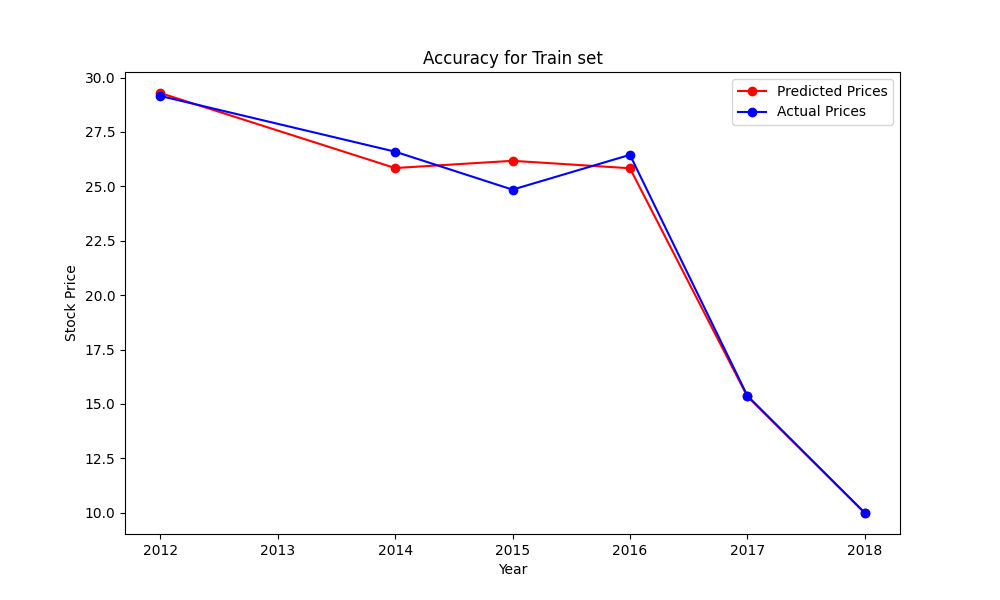 Accuracy for Train set
Predicted Prices
Actual Prices
Stock Price
30.0
27.5
25.0
22.5
20.0
17.5
15.0
12.5
10.0
2012 2013 2014 2015 2016 2017 2018
Year